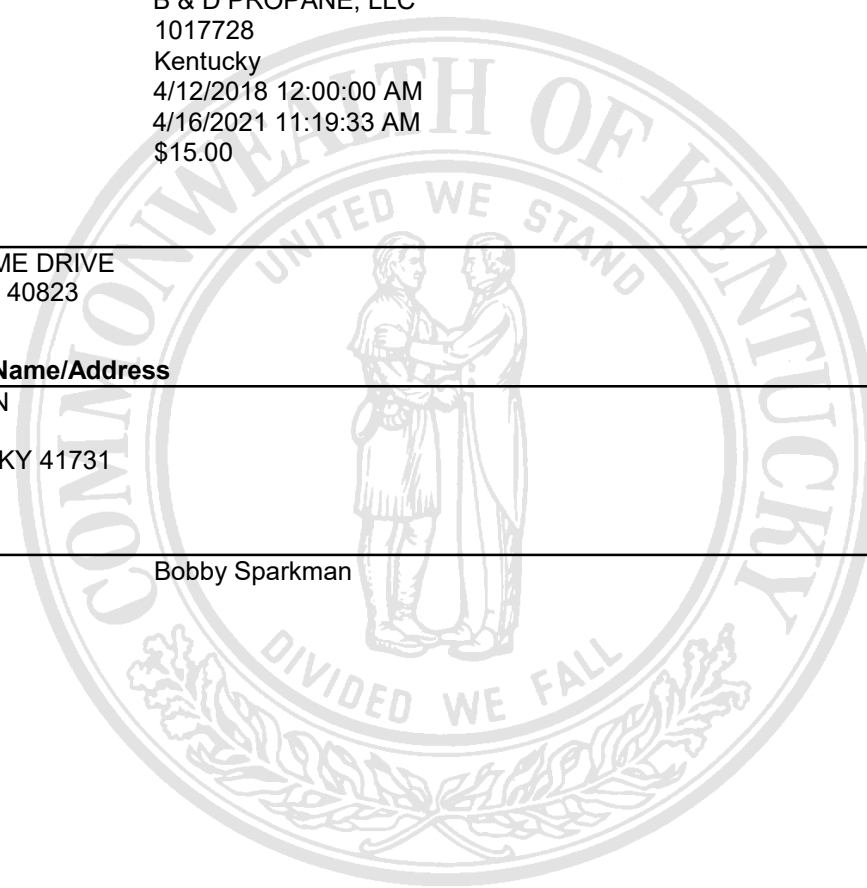 B & D PROPANE, LLC
1017728
Kentucky
4/12/2018 12:00:00 AM
4/16/2021 11:19:33 AM
$15.00
ME DRIVE
40823
Name/Address
N
KY 41731
Bobby Sparkman
COMMONWEALTH OF KENTUCKY
UNITED WE STAND
DIVIDED WE FALL